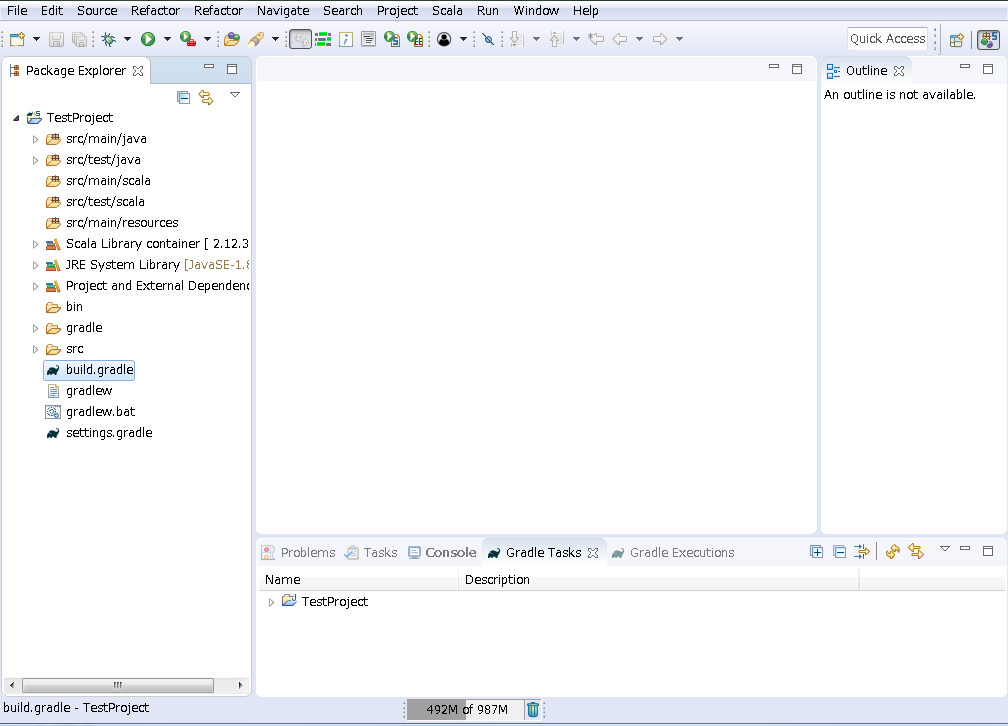 File Edit Source Refactor Refactor Navigate Search Project Scala Run Window Help
Quick Access
Package Explorer
Outline
An outline is not available.
TestProject
src/main/java
src/test/java
src/main/scala
src/test/scala
src/main/resources
Scala Library container [ 2.12.3
JRE System Library [JavaSE-1.8
Project and External Dependenc
bin
gradle
src
build.gradle
gradlew
gradlew.bat
settings.gradle
Problems Tasks Console Gradle Tasks Gradle Executions
Name Description
TestProject
build.gradle - TestProject
492M of 987M